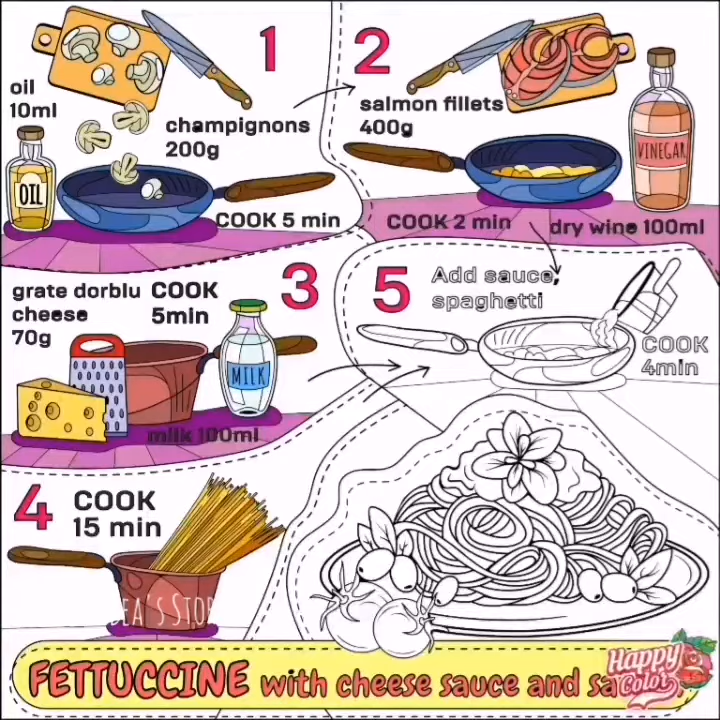 1
oil
10ml
champignons
200g
OIL
COOK 5 min
2
salmon fillets
400g
VINEGAR
COOK 2 min
dry wine 100ml
3
grate dorblu
cheese
70g
COOK
5min
MILK
milk 100ml
4
COOK
15 min
5
Add sauce,
spaghetti
COOK
4min
FETTUCCINE with cheese sauce and
Happy
Color